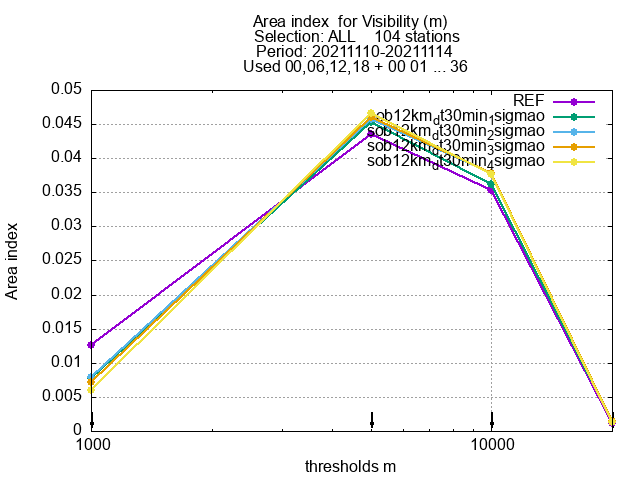 Area index for Visibility (m)
Selection: ALL 104 stations
Period: 20211110-20211114
Used 00,06,12,18 + 00 01 ... 36
0.05
0.045
0.04
0.035
0.03
0.025
0.02
0.015
0.01
0.005
0
Area index
REF
sob12km_dt30min_1sigmao
sob12km_dt30min_2sigmao
sob12km_dt30min_3sigmao
sob12km_dt30min_4sigmao
1000
10000
thresholds m